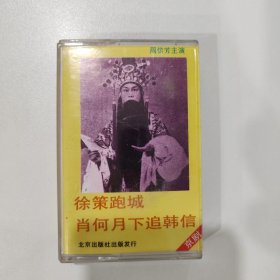 周信芳主演
徐策跑城
肖何月下追韩信
京剧
北京出版社出版发行